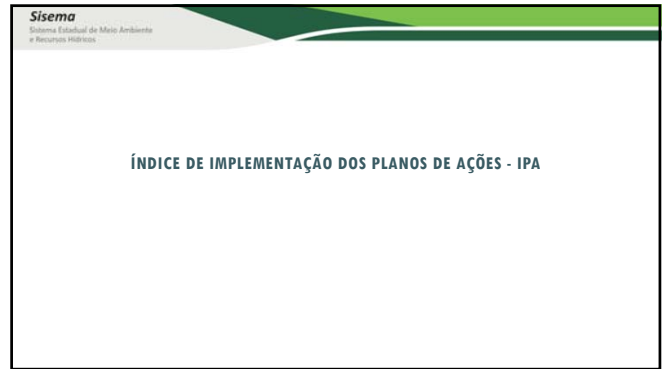 Sisema
Sistema Estadual de Meio Ambiente
e Recursos Hídricos
ÍNDICE DE IMPLEMENTAÇÃO DOS PLANOS DE AÇÕES - IPA